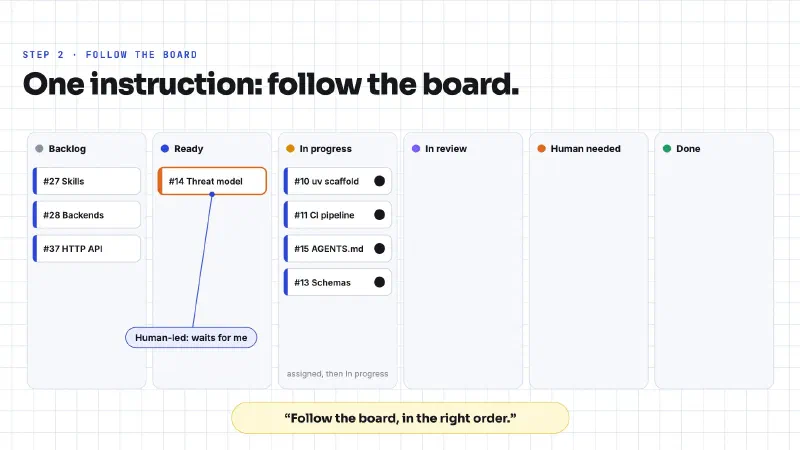 STEP 2 · FOLLOW THE BOARD
One instruction: follow the board.
Backlog
#27 Skills
#28 Backends
#37 HTTP API
Ready
#14 Threat model
Human-led: waits for me
In progress
#10 uv scaffold
#11 CI pipeline
#15 AGENTS.md
#13 Schemas
assigned, then In progress
In review
Human needed
Done
“Follow the board, in the right order.”